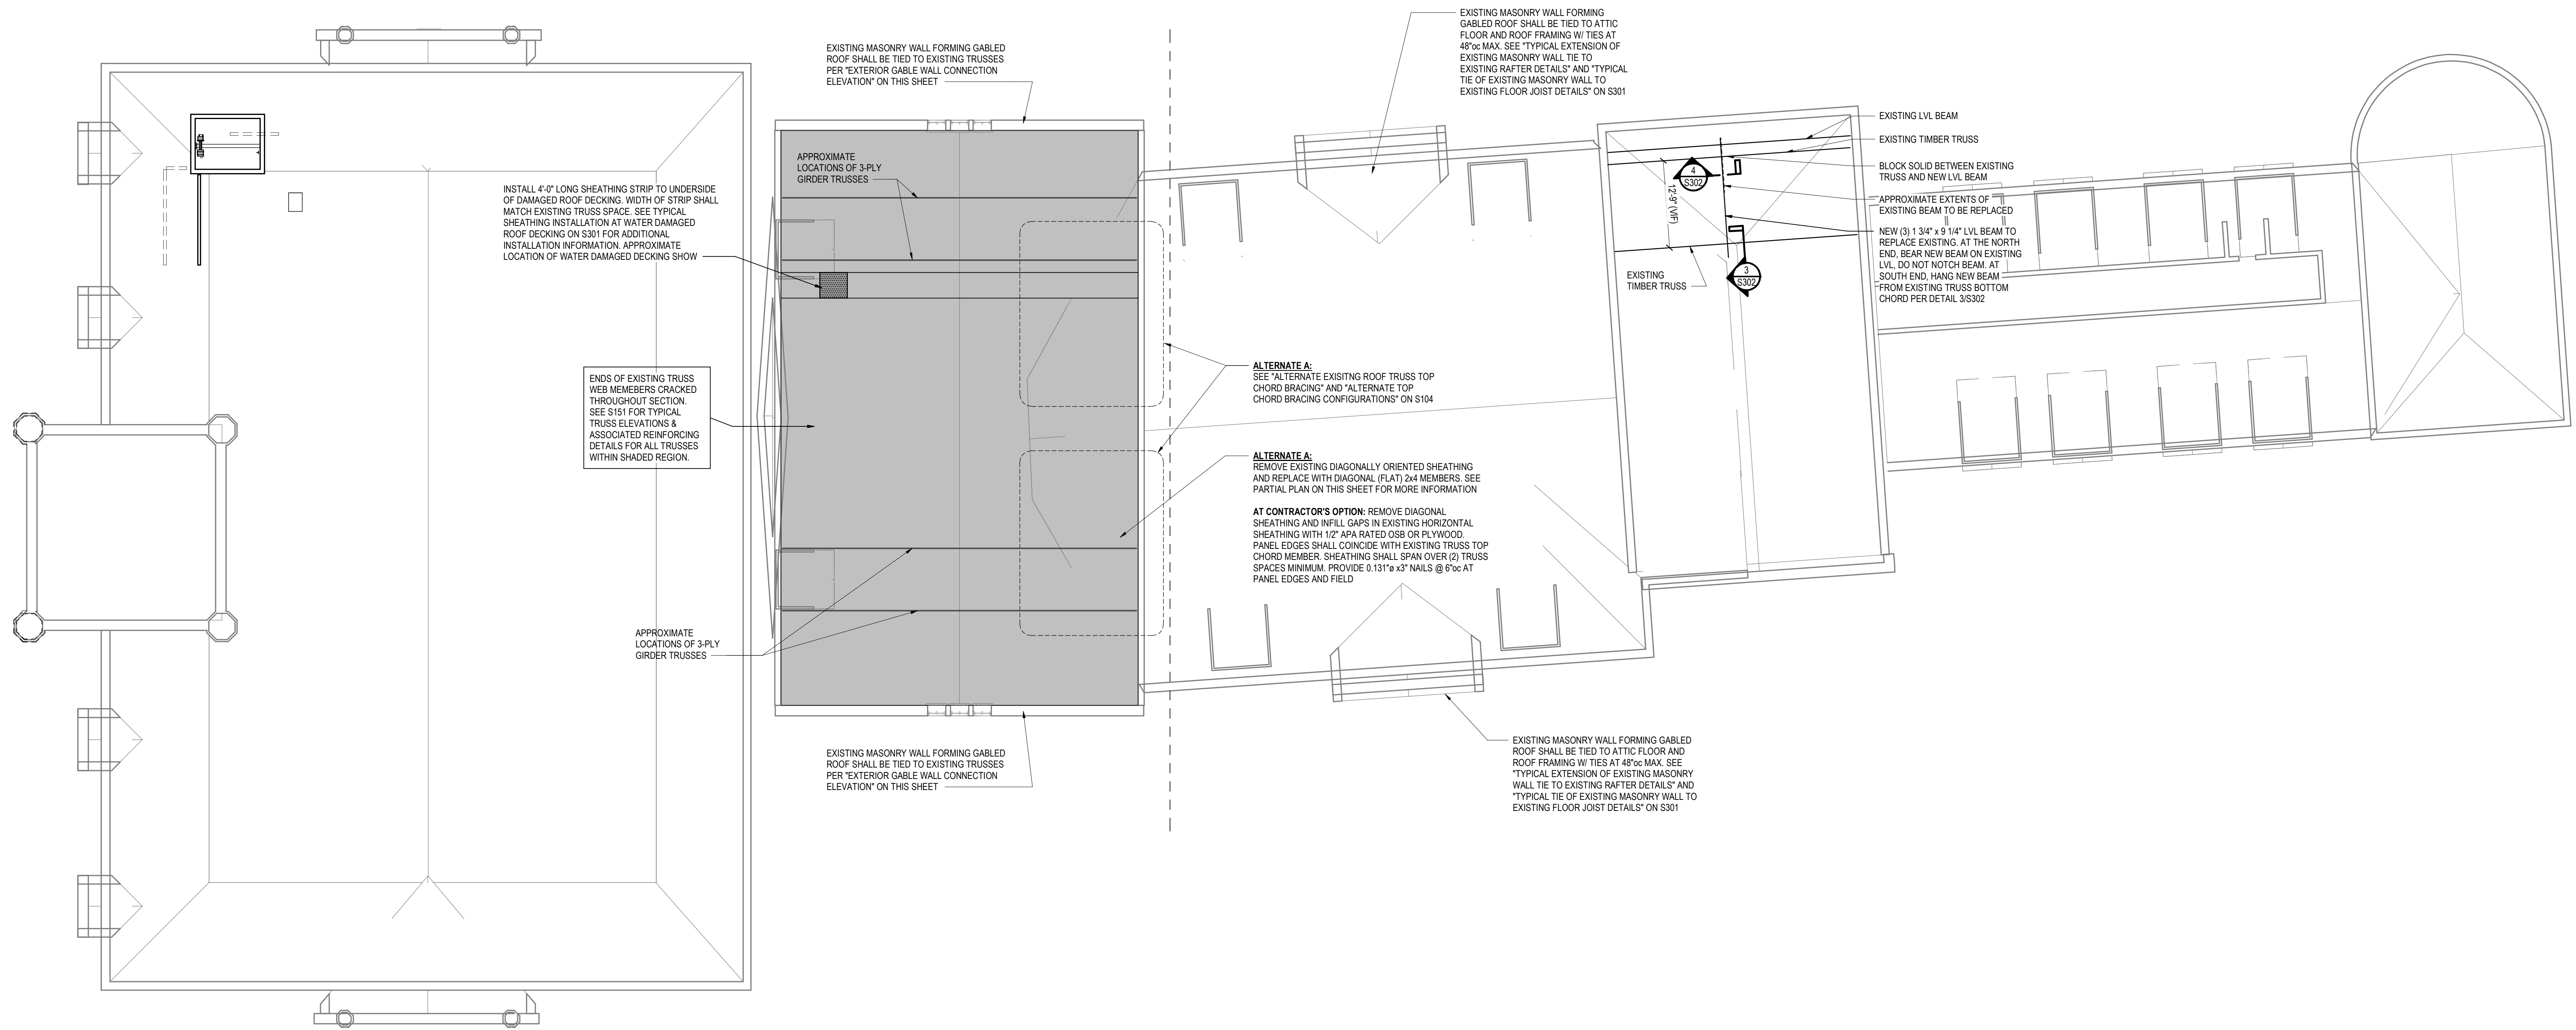 EXISTING MASONRY WALL FORMING GABLED
ROOF SHALL BE TIED TO EXISTING TRUSSES
PER "EXTERIOR GABLE WALL CONNECTION
ELEVATION" ON THIS SHEET
EXISTING MASONRY WALL FORMING
GABLED ROOF SHALL BE TIED TO ATTIC
FLOOR AND ROOF FRAMING W/ TIES AT
48"oc MAX. SEE "TYPICAL EXTENSION OF
EXISTING MASONRY WALL TIE TO
EXISTING RAFTER DETAILS" AND "TYPICAL
TIE OF EXISTING MASONRY WALL TO
EXISTING FLOOR JOIST DETAILS" ON S301
APPROXIMATE
LOCATIONS OF 3-PLY
GIRDER TRUSSES
INSTALL 4'-0" LONG SHEATHING STRIP TO UNDERSIDE
OF DAMAGED ROOF DECKING. WIDTH OF STRIP SHALL
MATCH EXISTING TRUSS SPACE. SEE TYPICAL
SHEATHING INSTALLATION AT WATER DAMAGED
ROOF DECKING ON S301 FOR ADDITIONAL
INSTALLATION INFORMATION. APPROXIMATE
LOCATION OF WATER DAMAGED DECKING SHOW
EXISTING LVL BEAM
EXISTING TIMBER TRUSS
BLOCK SOLID BETWEEN EXISTING
TRUSS AND NEW LVL BEAM
APPROXIMATE EXTENTS OF
EXISTING BEAM TO BE REPLACED
NEW (3) 1 3/4" x 9 1/4" LVL BEAM TO
REPLACE EXISTING. AT THE NORTH
END, BEAR NEW BEAM ON EXISTING
LVL, DO NOT NOTCH BEAM. AT
SOUTH END, HANG NEW BEAM
FROM EXISTING TRUSS BOTTOM
CHORD PER DETAIL 3/S302
4
S302
12'-9" (VIF)
3
S302
EXISTING
TIMBER TRUSS
ENDS OF EXISTING TRUSS
WEB MEMEBERS CRACKED
THROUGHOUT SECTION.
SEE S151 FOR TYPICAL
TRUSS ELEVATIONS &
ASSOCIATED REINFORCING
DETAILS FOR ALL TRUSSES
WITHIN SHADED REGION.
ALTERNATE A:
SEE "ALTERNATE EXISITNG ROOF TRUSS TOP
CHORD BRACING" AND "ALTERNATE TOP
CHORD BRACING CONFIGURATIONS" ON S104
ALTERNATE A:
REMOVE EXISTING DIAGONALLY ORIENTED SHEATHING
AND REPLACE WITH DIAGONAL (FLAT) 2x4 MEMBERS. SEE
PARTIAL PLAN ON THIS SHEET FOR MORE INFORMATION
AT CONTRACTOR'S OPTION: REMOVE DIAGONAL
SHEATHING AND INFILL GAPS IN EXISTING HORIZONTAL
SHEATHING WITH 1/2" APA RATED OSB OR PLYWOOD.
PANEL EDGES SHALL COINCIDE WITH EXISTING TRUSS TOP
CHORD MEMBER. SHEATHING SHALL SPAN OVER (2) TRUSS
SPACES MINIMUM. PROVIDE 0.131"ø x3" NAILS @ 6"oc AT
PANEL EDGES AND FIELD
APPROXIMATE
LOCATIONS OF 3-PLY
GIRDER TRUSSES
EXISTING MASONRY WALL FORMING GABLED
ROOF SHALL BE TIED TO EXISTING TRUSSES
PER "EXTERIOR GABLE WALL CONNECTION
ELEVATION" ON THIS SHEET
EXISTING MASONRY WALL FORMING GABLED
ROOF SHALL BE TIED TO ATTIC FLOOR AND
ROOF FRAMING W/ TIES AT 48"oc MAX. SEE
"TYPICAL EXTENSION OF EXISTING MASONRY
WALL TIE TO EXISTING RAFTER DETAILS" AND
"TYPICAL TIE OF EXISTING MASONRY WALL TO
EXISTING FLOOR JOIST DETAILS" ON S301